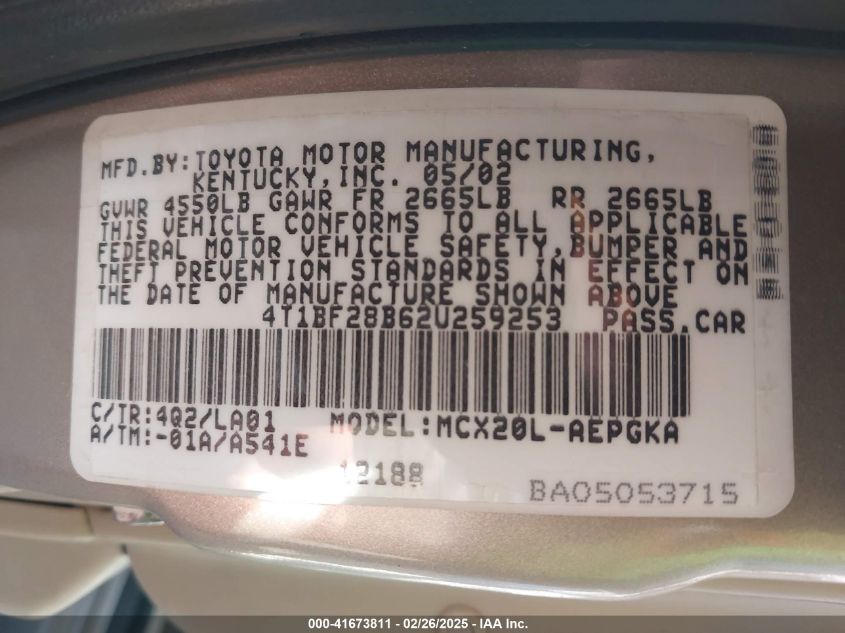 MFD.BY:TOYOTA MOTOR MANUFACTURING,
KENTUCKY,INC. 05/02
GVWR 4550LB GAWR FR 2665LB RR 2665LB
THIS VEHICLE CONFORMS TO ALL APPLICABLE
FEDERAL MOTOR VEHICLE SAFETY,BUMPER AND
THEFT PREVENTION STANDARDS IN EFFECT ON
THE DATE OF MANUFACTURE SHOWN ABOVE
4T1BF28B62U259253 PASS.CAR
C/TR:4Q2/LA01 MODEL:MCX20L-AEPGKA
A/TM:-01A/A541E
12188
BA05053715
000-41673811 - 02/26/2025 - IAA Inc.